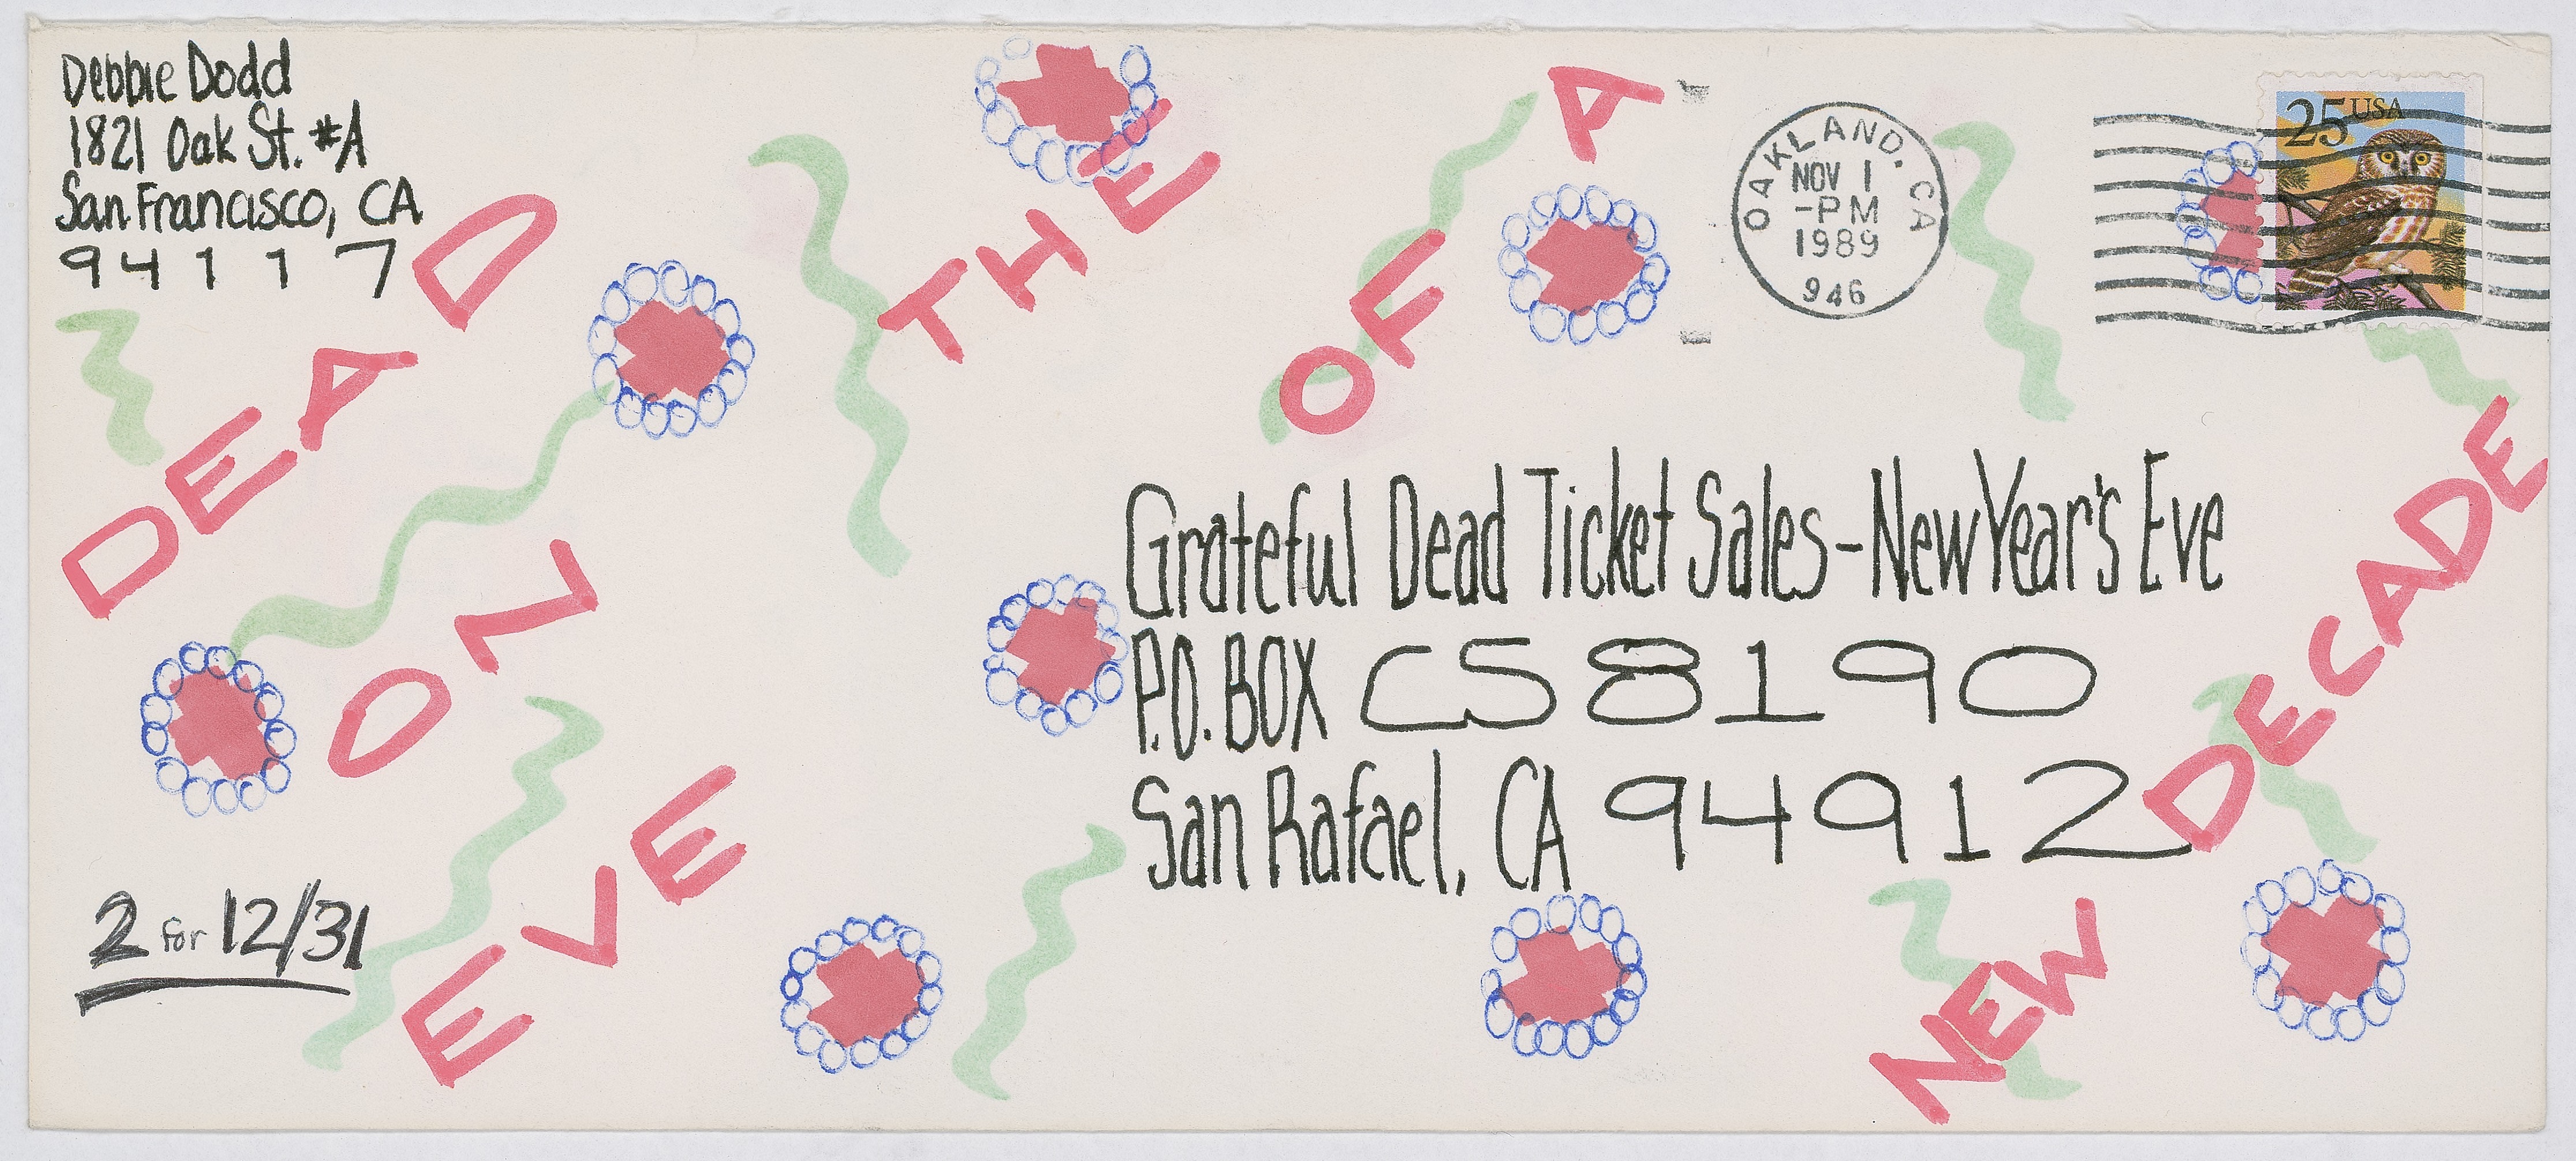 Debbie Dodd
1821 Oak St. #A
San Francisco, CA
94117
DEAD
ON
THE
EVE
OF
A
NEW
DECADE
OAKLAND, CA
NOV 1
-PM
1989
946
25 USA
Grateful Dead Ticket Sales-New Year's Eve
P.O. BOX CS8190
San Rafael, CA 94912
2 for 12/31